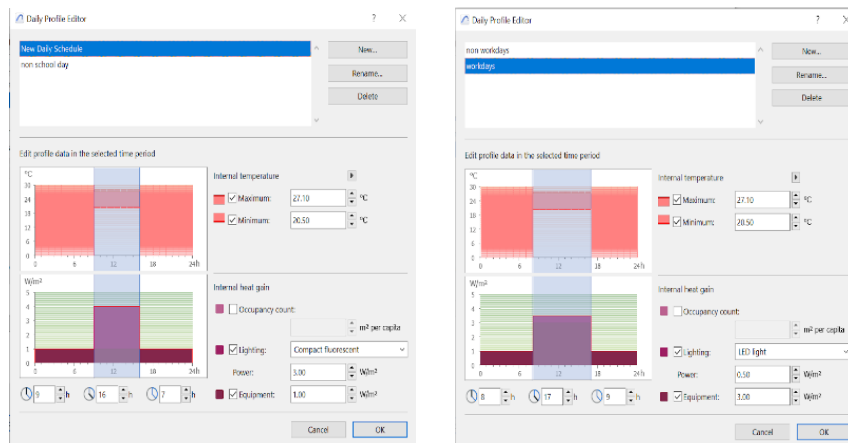 Daily Profile Editor
New Daily Schedule
non school day
New...
Rename...
Delete
Edit profile data in the selected time period
°C
30
24
18
12
6
0
0 6 12 18 24h
Internal temperature
Maximum: 27.10 °C
Minimum: 20.50 °C
W/m²
5
4
3
2
1
0
0 6 12 18 24h
Internal heat gain
Occupancy count:
m² per capita
Lighting: Compact fluorescent
Power: 3.00 W/m²
Equipment: 1.00 W/m²
9 h 16 h 7 h
Cancel OK
Daily Profile Editor
non workdays
workdays
New...
Rename...
Delete
Edit profile data in the selected time period
°C
30
24
18
12
6
0
0 6 12 18 24h
Internal temperature
Maximum: 27.10 °C
Minimum: 20.50 °C
W/m²
5
4
3
2
1
0
0 6 12 18 24h
Internal heat gain
Occupancy count:
m² per capita
Lighting: LED light
Power: 0.50 W/m²
Equipment: 3.00 W/m²
8 h 17 h 9 h
Cancel OK